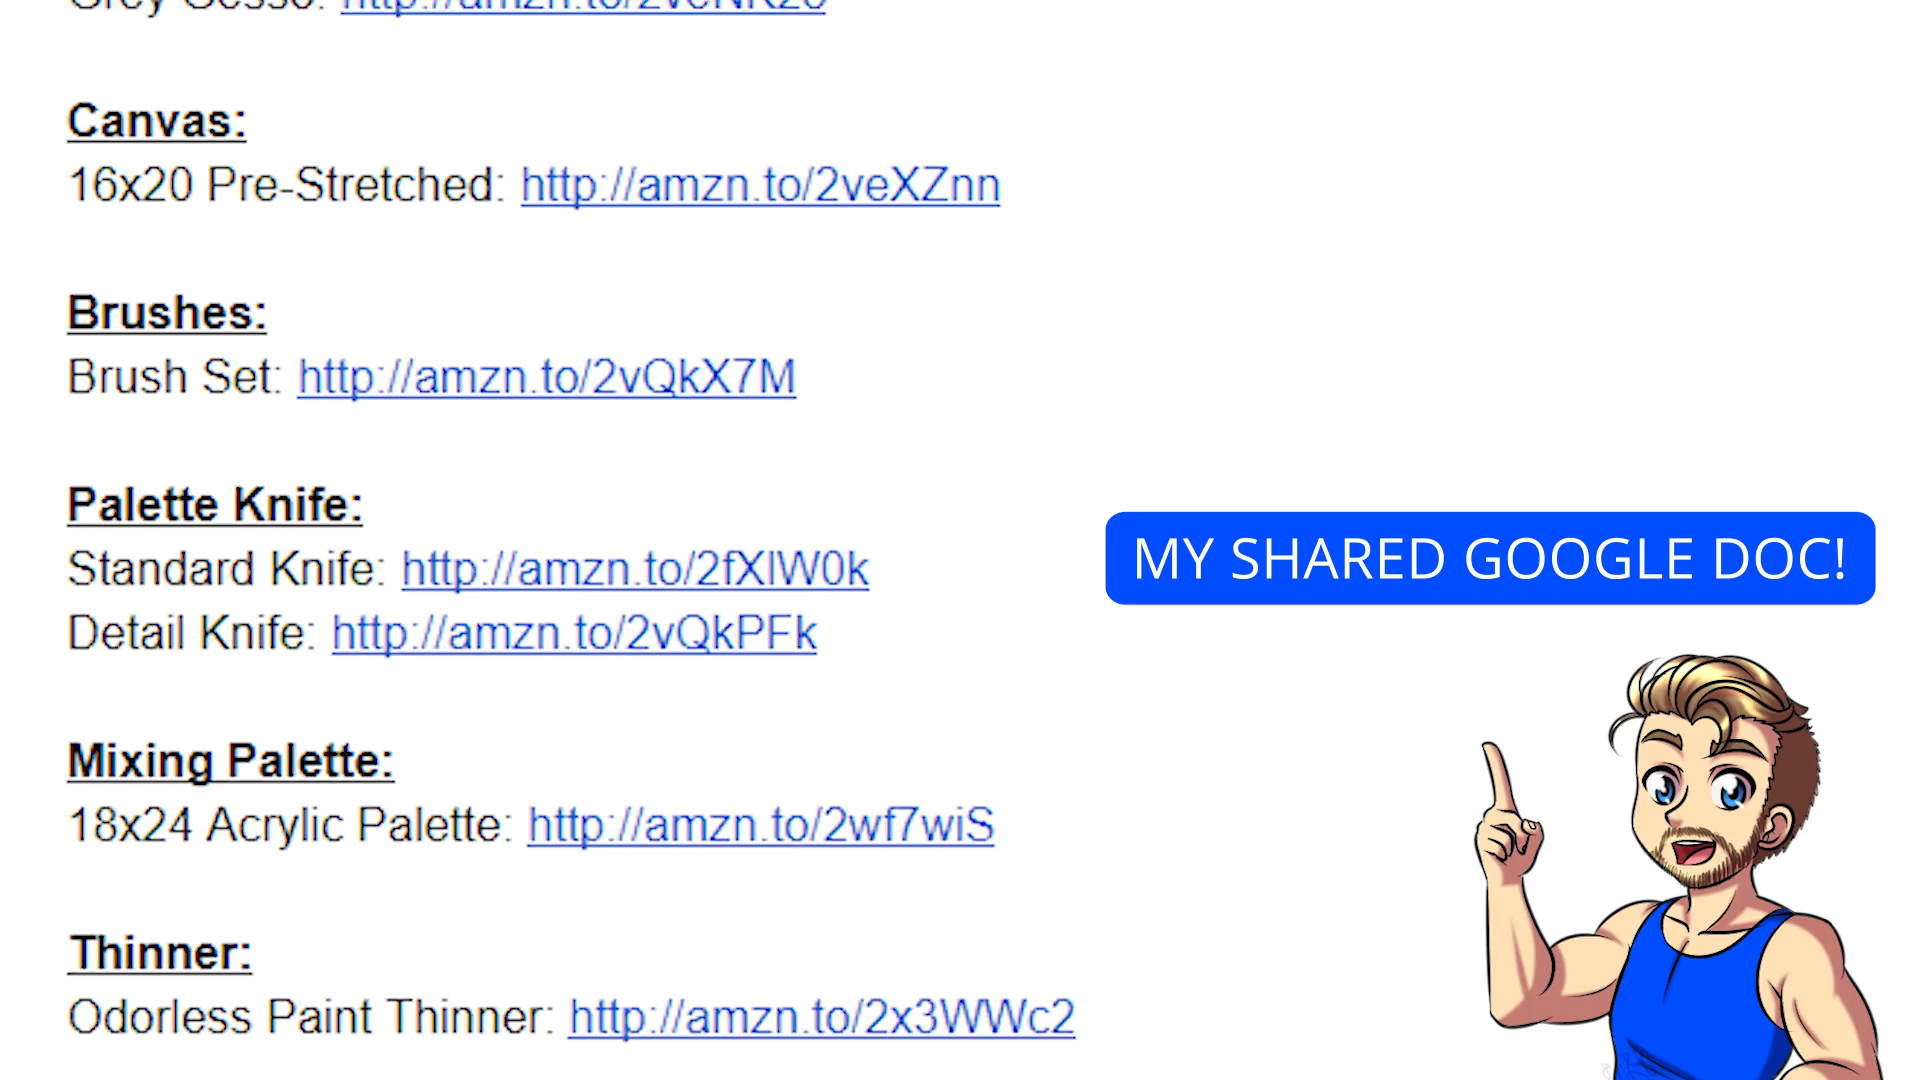 Canvas:
16x20 Pre-Stretched: http://amzn.to/2veXZnn
Brushes:
Brush Set: http://amzn.to/2vQkX7M
Palette Knife:
Standard Knife: http://amzn.to/2fXlW0k
Detail Knife: http://amzn.to/2vQkPFk
MY SHARED GOOGLE DOC!
Mixing Palette:
18x24 Acrylic Palette: http://amzn.to/2wf7wiS
Thinner:
Odorless Paint Thinner: http://amzn.to/2x3WWc2